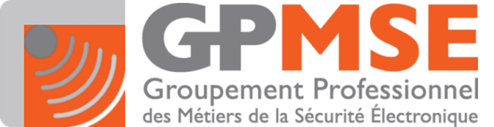 GPMSE
Groupement Professionnel
des Métiers de la Sécurité Électronique